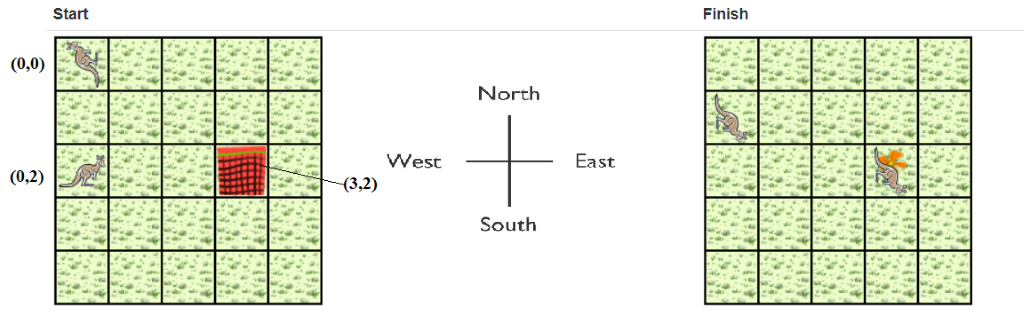 Start
Finish
(0,0)
North
West
East
(0,2)
(3,2)
South